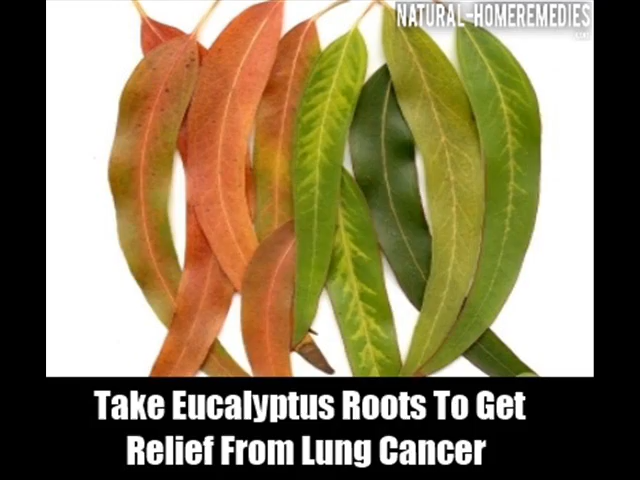 NATURAL-HOMEREMEDIES
Take Eucalyptus Roots To Get
Relief From Lung Cancer